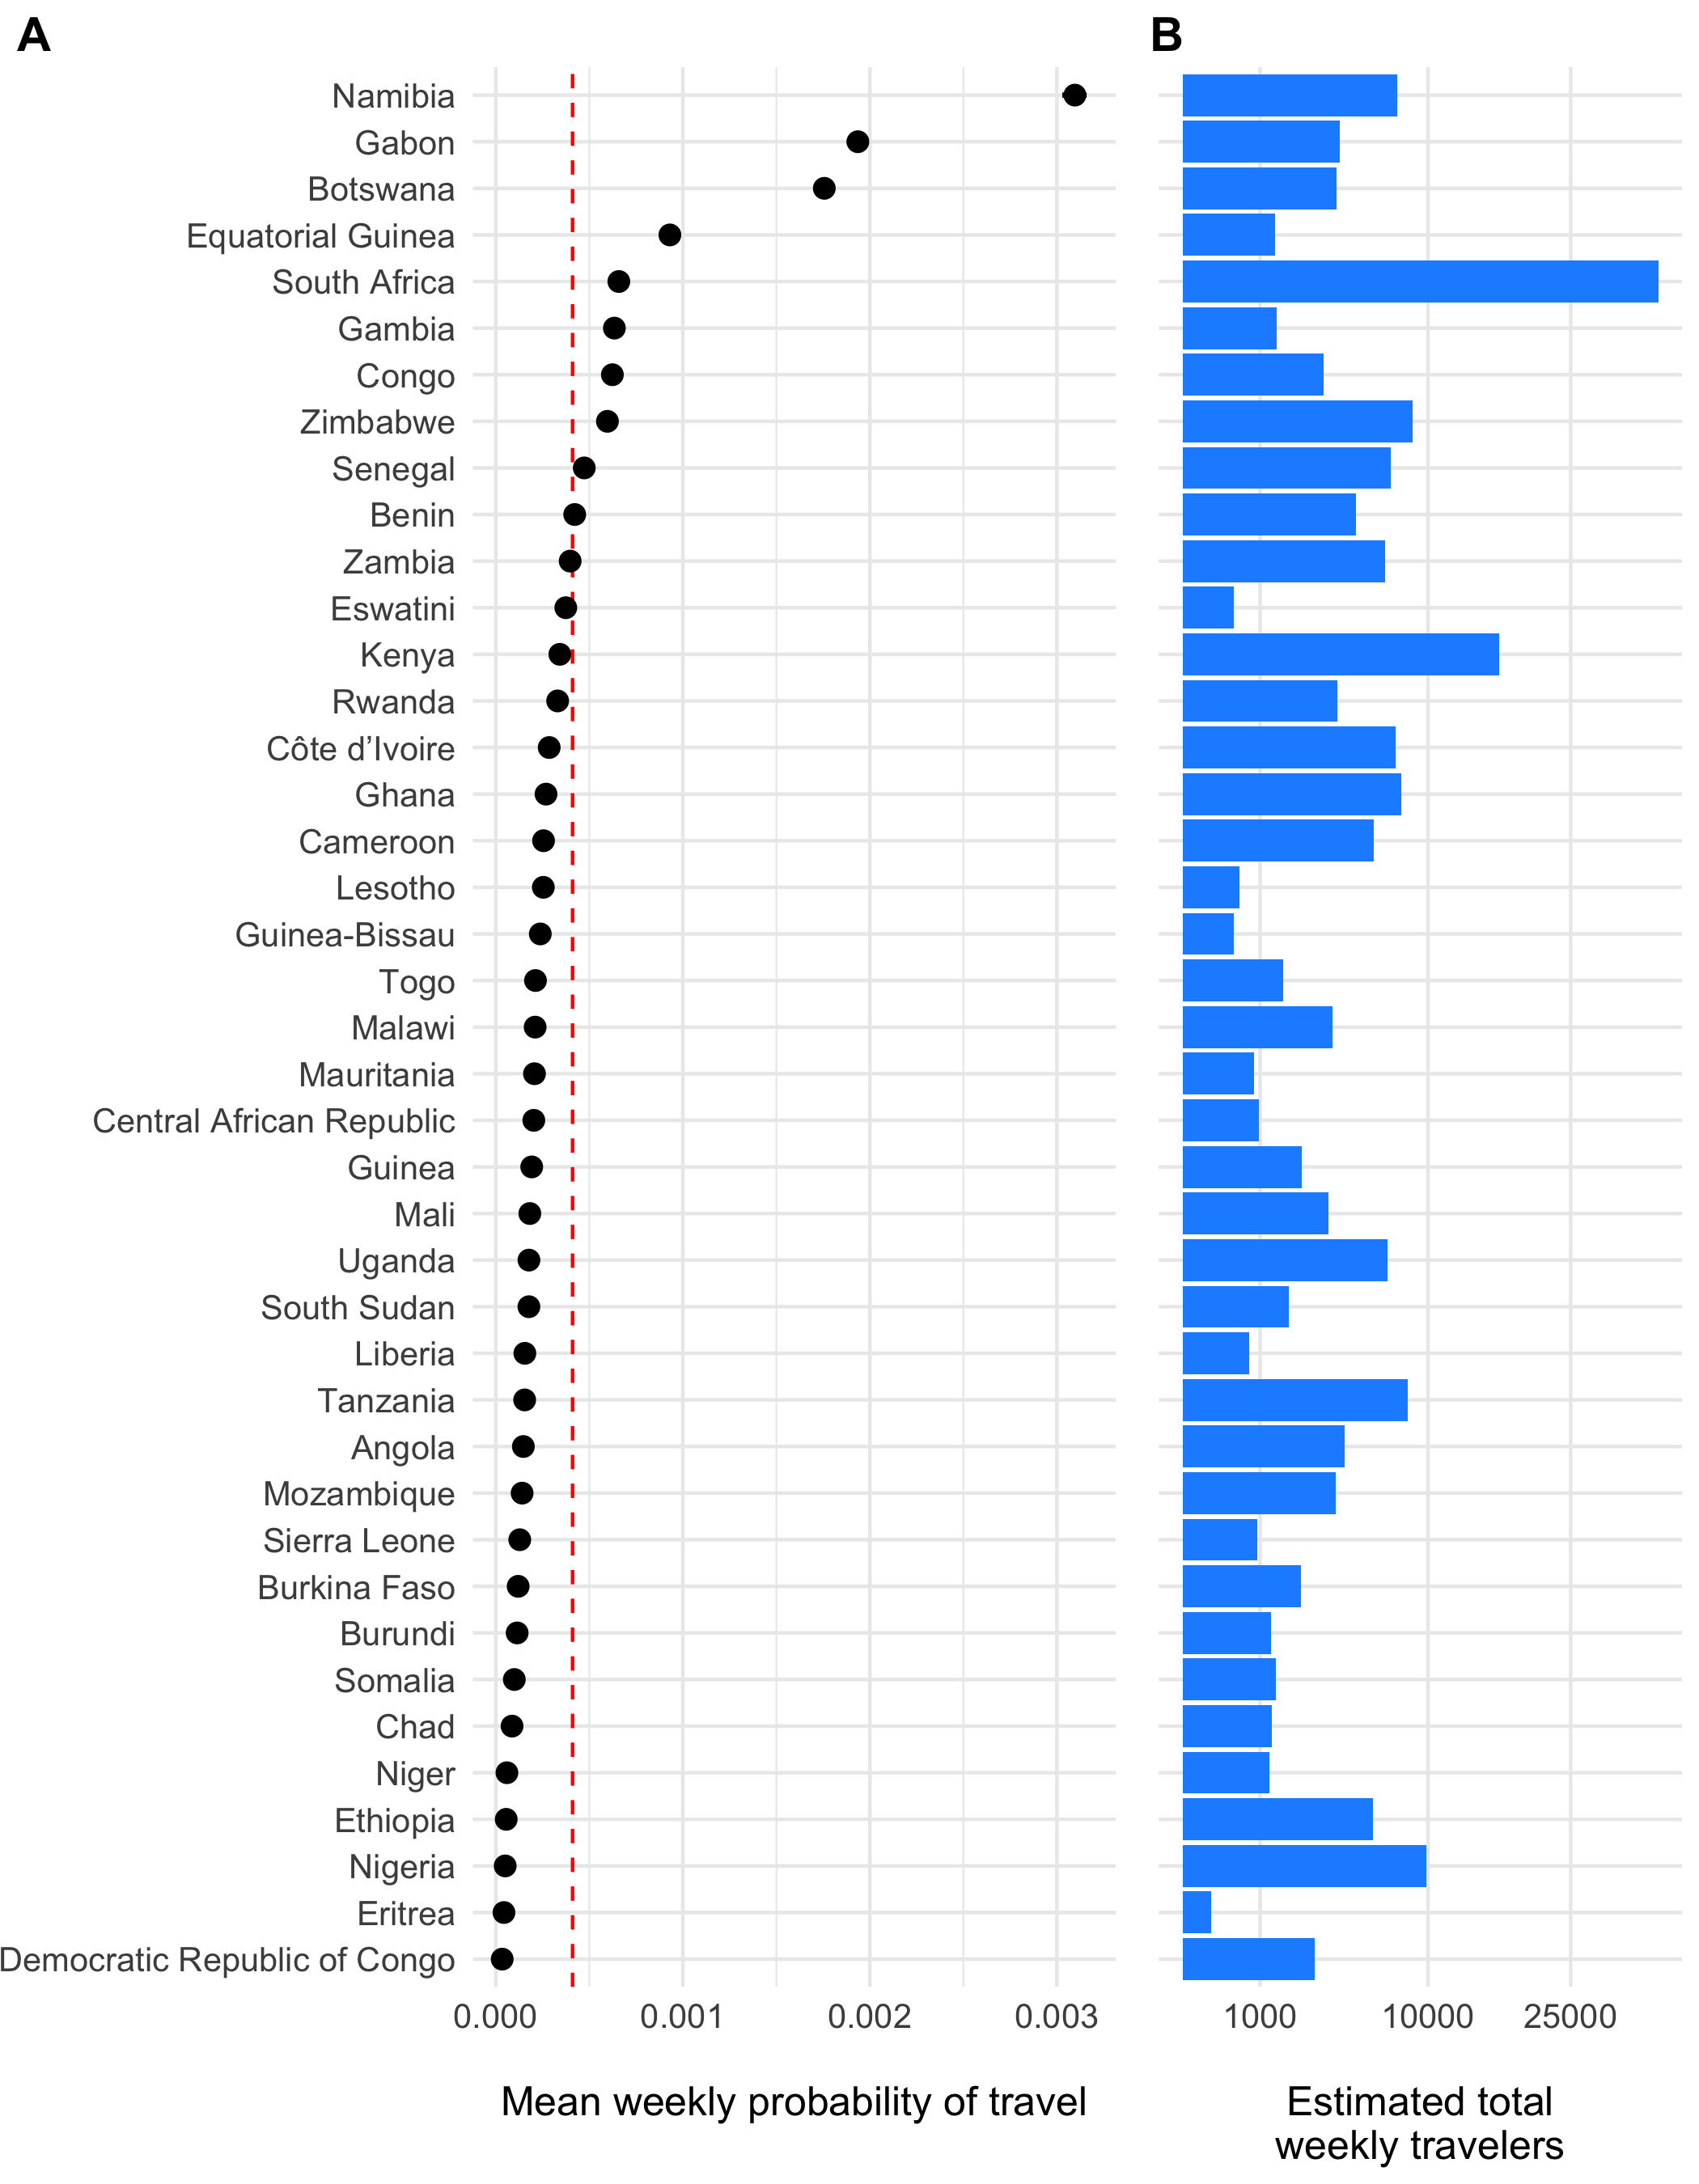 A
B
Namibia
Gabon
Botswana
Equatorial Guinea
South Africa
Gambia
Congo
Zimbabwe
Senegal
Benin
Zambia
Eswatini
Kenya
Rwanda
Côte d’Ivoire
Ghana
Cameroon
Lesotho
Guinea-Bissau
Togo
Malawi
Mauritania
Central African Republic
Guinea
Mali
Uganda
South Sudan
Liberia
Tanzania
Angola
Mozambique
Sierra Leone
Burkina Faso
Burundi
Somalia
Chad
Niger
Ethiopia
Nigeria
Eritrea
Democratic Republic of Congo
0.000 0.001 0.002 0.003
1000 10000 25000
Mean weekly probability of travel
Estimated total
weekly travelers